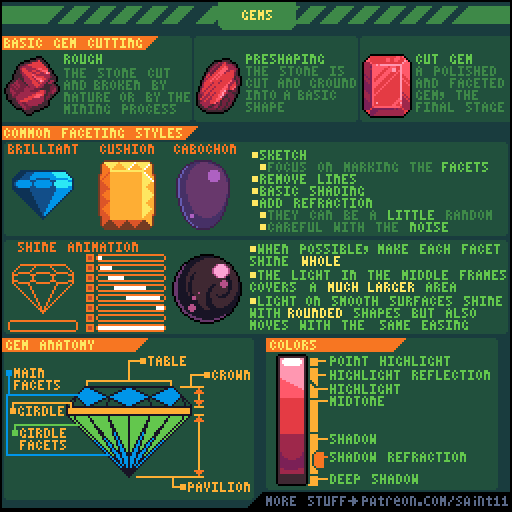 GEMS
BASIC GEM CUTTING
ROUGH
THE STONE CUT
AND BROKEN BY
NATURE OR BY THE
MINING PROCESS
PRESHAPING
THE STONE IS
CUT AND GROUND
INTO A BASIC
SHAPE
CUT GEM
A POLISHED
AND FACETED
GEM, THE
FINAL STAGE
COMMON FACETING STYLES
BRILLIANT
CUSHION
CABOCHON
SKETCH
FOCUS ON MARKING THE FACETS
REMOVE LINES
BASIC SHADING
ADD REFRACTION
THEY CAN BE A LITTLE RANDOM
CAREFUL WITH THE NOISE
SHINE ANIMATION
WHEN POSSIBLE, MAKE EACH FACET
SHINE WHOLE
THE LIGHT IN THE MIDDLE FRAMES
COVERS A MUCH LARGER AREA
LIGHT ON SMOOTH SURFACES SHINE
WITH ROUNDED SHAPES BUT ALSO
MOVES WITH THE SAME EASING
GEM ANATOMY
TABLE
CROWN
MAIN
FACETS
GIRDLE
GIRDLE
FACETS
PAVILION
COLORS
POINT HIGHLIGHT
HIGHLIGHT REFLECTION
HIGHLIGHT
MIDTONE
SHADOW
SHADOW REFRACTION
DEEP SHADOW
MORE STUFF→PATREON.COM/SAINT11